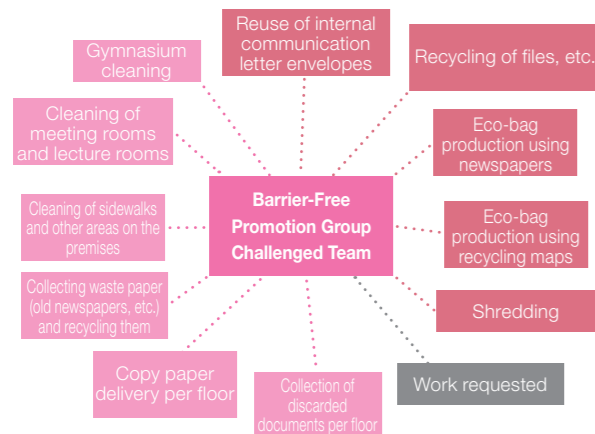 Reuse of internal
communication
letter envelopes
Gymnasium
cleaning
Recycling of files, etc.
Cleaning of
meeting rooms
and lecture rooms
Eco-bag
production using
newspapers
Barrier-Free
Promotion Group
Challenged Team
Cleaning of sidewalks
and other areas on the
premises
Eco-bag
production using
recycling maps
Collecting waste paper
(old newspapers, etc.)
and recycling them
Shredding
Copy paper
delivery per floor
Collection of
discarded
documents per floor
Work requested